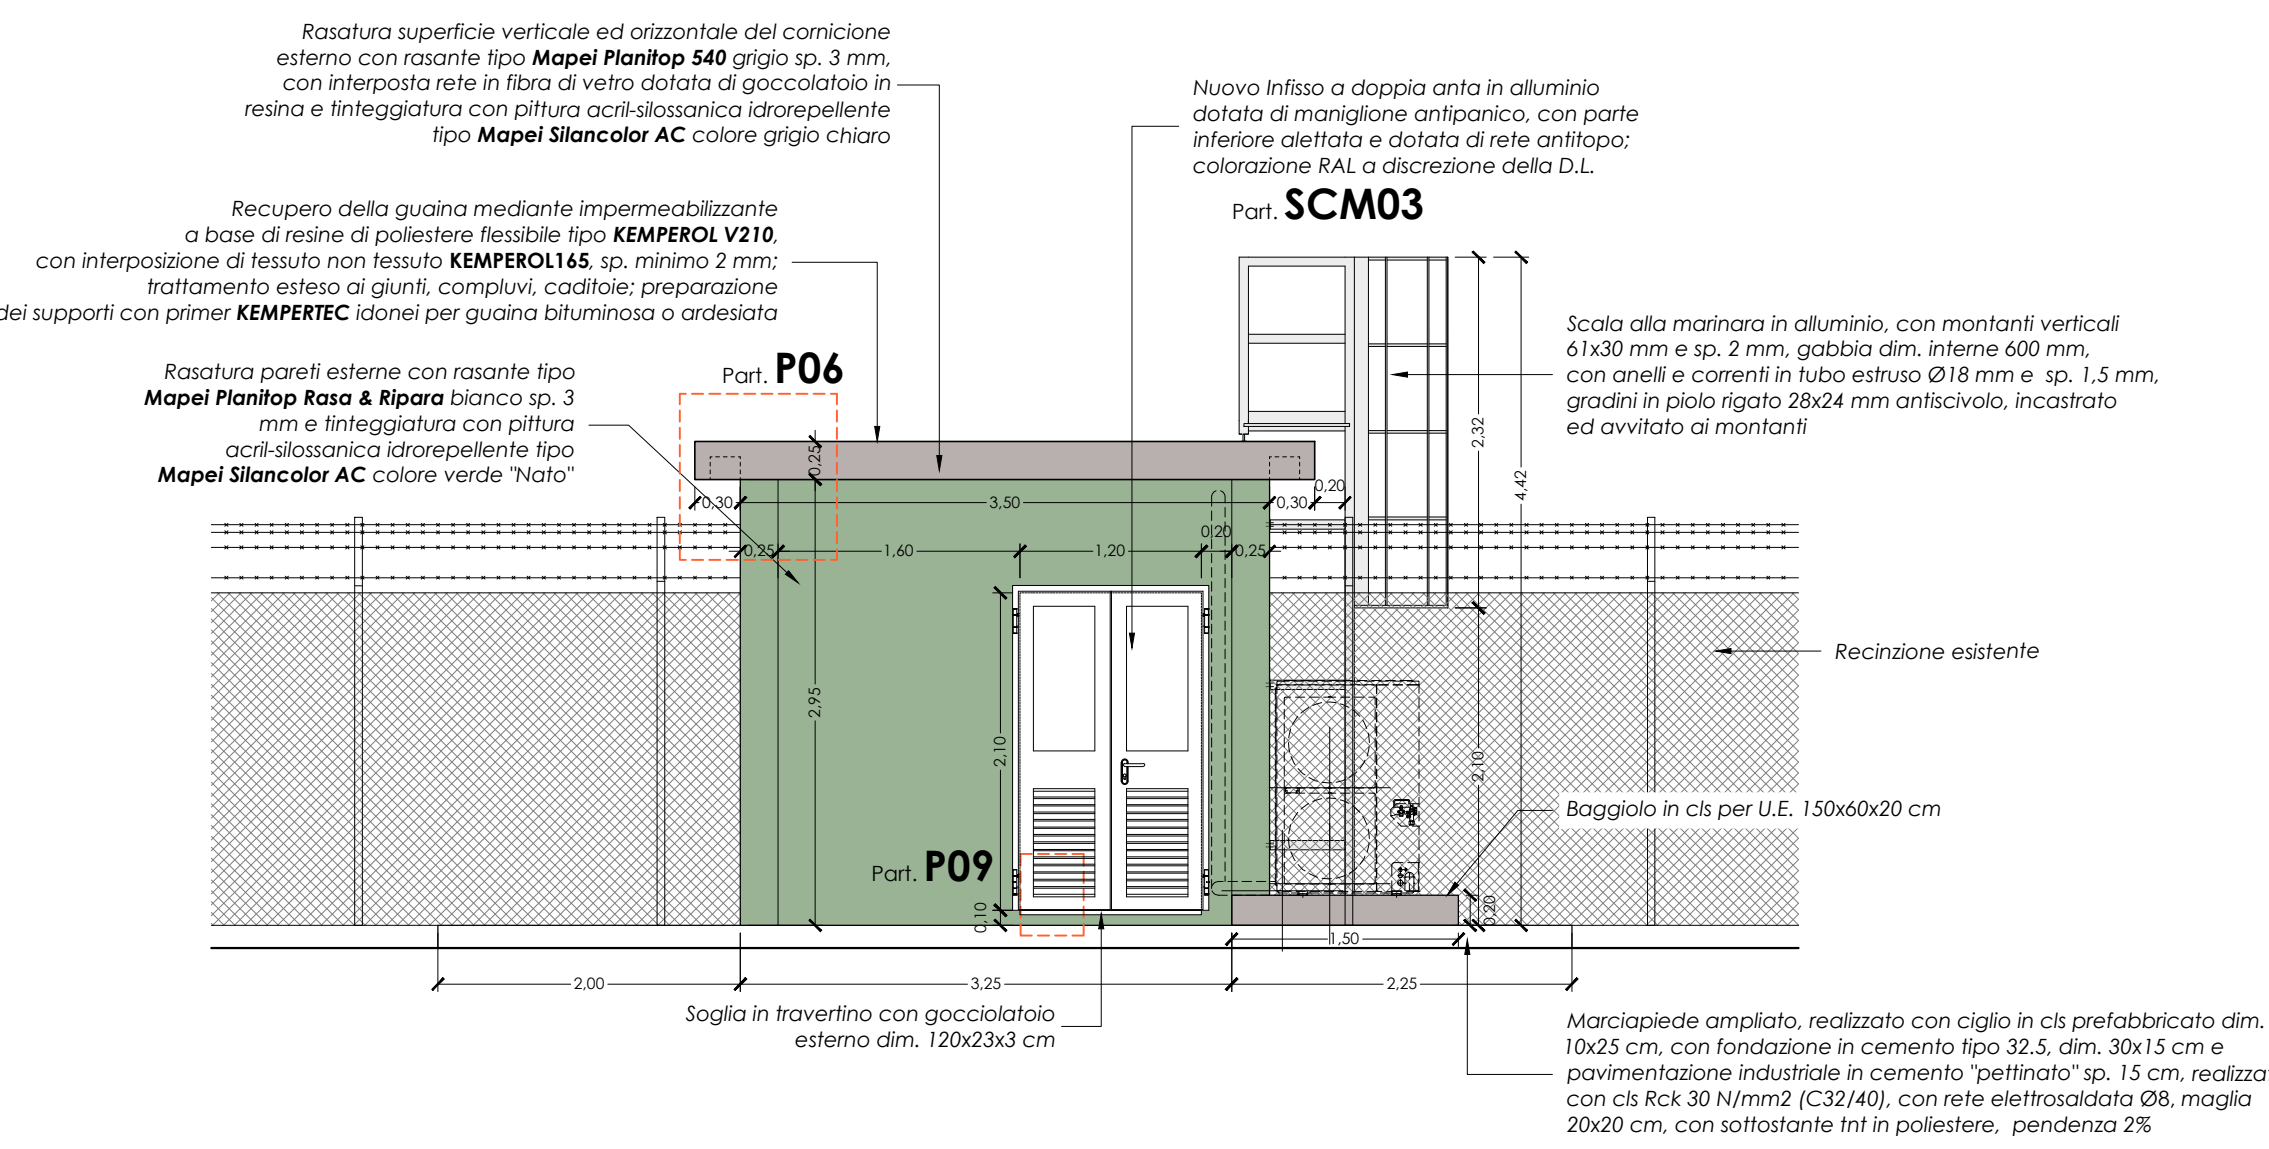 Rasatura superficie verticale ed orizzontale del cornicione
esterno con rasante tipo Mapei Planitop 540 grigio sp. 3 mm,
con interposta rete in fibra di vetro dotata di goccolatoio in
resina e tinteggiatura con pittura acril-silossanica idrorepellente
tipo Mapei Silancolor AC colore grigio chiaro
Nuovo Infisso a doppia anta in alluminio
dotata di maniglione antipanico, con parte
inferiore alettata e dotata di rete antitopo;
colorazione RAL a discrezione della D.L.
Part. SCM03
Recupero della guaina mediante impermeabilizzante
a base di resine di poliestere flessibile tipo KEMPEROL V210,
con interposizione di tessuto non tessuto KEMPEROL165, sp. minimo 2 mm;
trattamento esteso ai giunti, compluvi, caditoie; preparazione
dei supporti con primer KEMPERTEC idonei per guaina bituminosa o ardesiata
Part. P06
Rasatura pareti esterne con rasante tipo
Mapei Planitop Rasa & Ripara bianco sp. 3
mm e tinteggiatura con pittura
acril-silossanica idrorepellente tipo
Mapei Silancolor AC colore verde "Nato"
Scala alla marinara in alluminio, con montanti verticali
61x30 mm e sp. 2 mm, gabbia dim. interne 600 mm,
con anelli e correnti in tubo estruso Ø18 mm e sp. 1,5 mm,
gradini in piolo rigato 28x24 mm antiscivolo, incastrato
ed avvitato ai montanti
2,32
4,42
0,25
0,30
3,50
0,30
0,20
0,25
1,60
1,20
0,20
0,25
2,95
2,10
2,10
Recinzione esistente
Baggiolo in cls per U.E. 150x60x20 cm
Part. P09
0,10
0,20
1,50
2,00
3,25
2,25
Soglia in travertino con gocciolatoio
esterno dim. 120x23x3 cm
Marciapiede ampliato, realizzato con ciglio in cls prefabbricato dim.
10x25 cm, con fondazione in cemento tipo 32.5, dim. 30x15 cm e
pavimentazione industriale in cemento "pettinato" sp. 15 cm, realizzat
con cls Rck 30 N/mm2 (C32/40), con rete elettrosaldata Ø8, maglia
20x20 cm, con sottostante tnt in poliestere, pendenza 2%